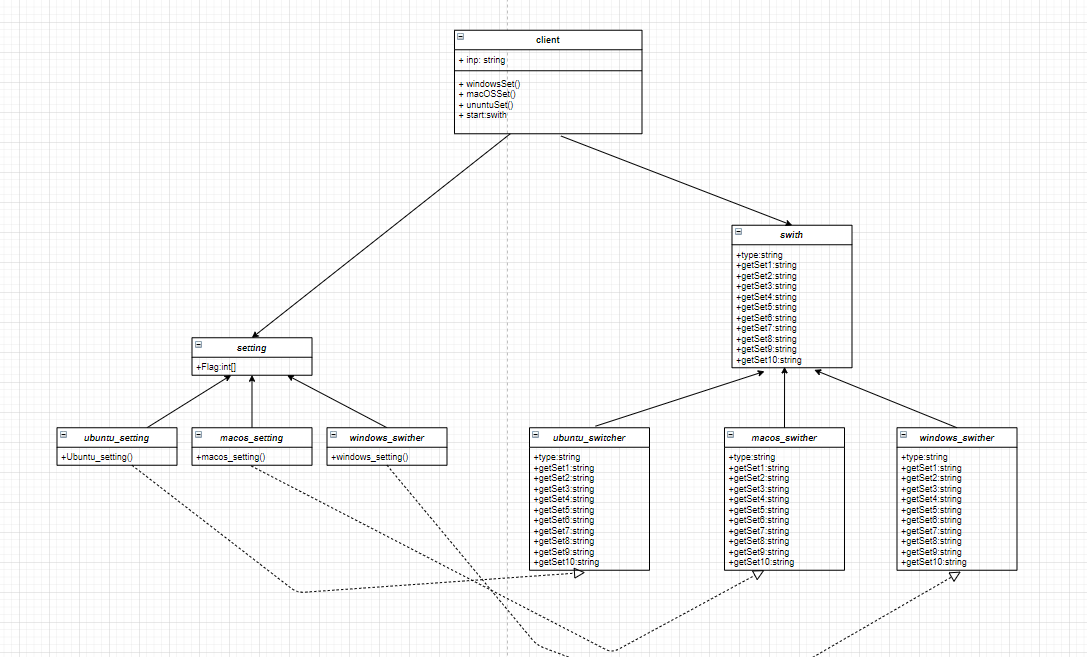 client
+ inp: string
+ windowsSet()
+ macOSSet()
+ ununtuSet()
+ start:swith
swith
+type:string
+getSet1:string
+getSet2:string
+getSet3:string
+getSet4:string
+getSet5:string
+getSet6:string
+getSet7:string
+getSet8:string
+getSet9:string
+getSet10:string
setting
+Flag:int[]
ubuntu_setting
+Ubuntu_setting()
macos_setting
+macos_setting()
windows_swither
+windows_setting()
ubuntu_switcher
+type:string
+getSet1:string
+getSet2:string
+getSet3:string
+getSet4:string
+getSet5:string
+getSet6:string
+getSet7:string
+getSet8:string
+getSet9:string
+getSet10:string
macos_swither
+type:string
+getSet1:string
+getSet2:string
+getSet3:string
+getSet4:string
+getSet5:string
+getSet6:string
+getSet7:string
+getSet8:string
+getSet9:string
+getSet10:string
windows_swither
+type:string
+getSet1:string
+getSet2:string
+getSet3:string
+getSet4:string
+getSet5:string
+getSet6:string
+getSet7:string
+getSet8:string
+getSet9:string
+getSet10:string